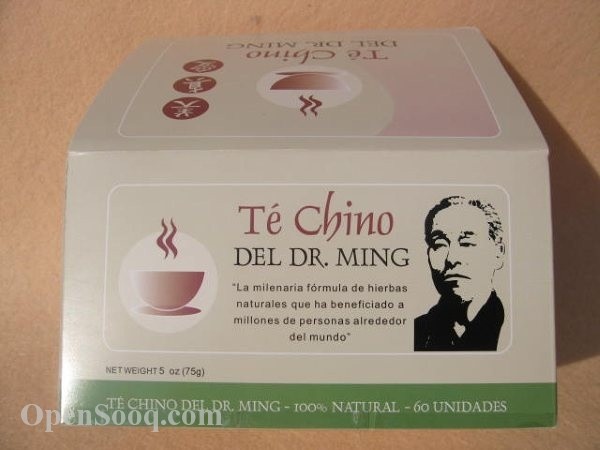 Té Chino
DEL DR. MING
Té Chino
DEL DR. MING
"La milenaria fórmula de hierbas
naturales que ha beneficiado a
millones de personas alrededor
del mundo"
NET WEIGHT 5 oz (75g)
TÉ CHINO DEL DR. MING - 100% NATURAL - 60 UNIDADES
OpenSooq.com